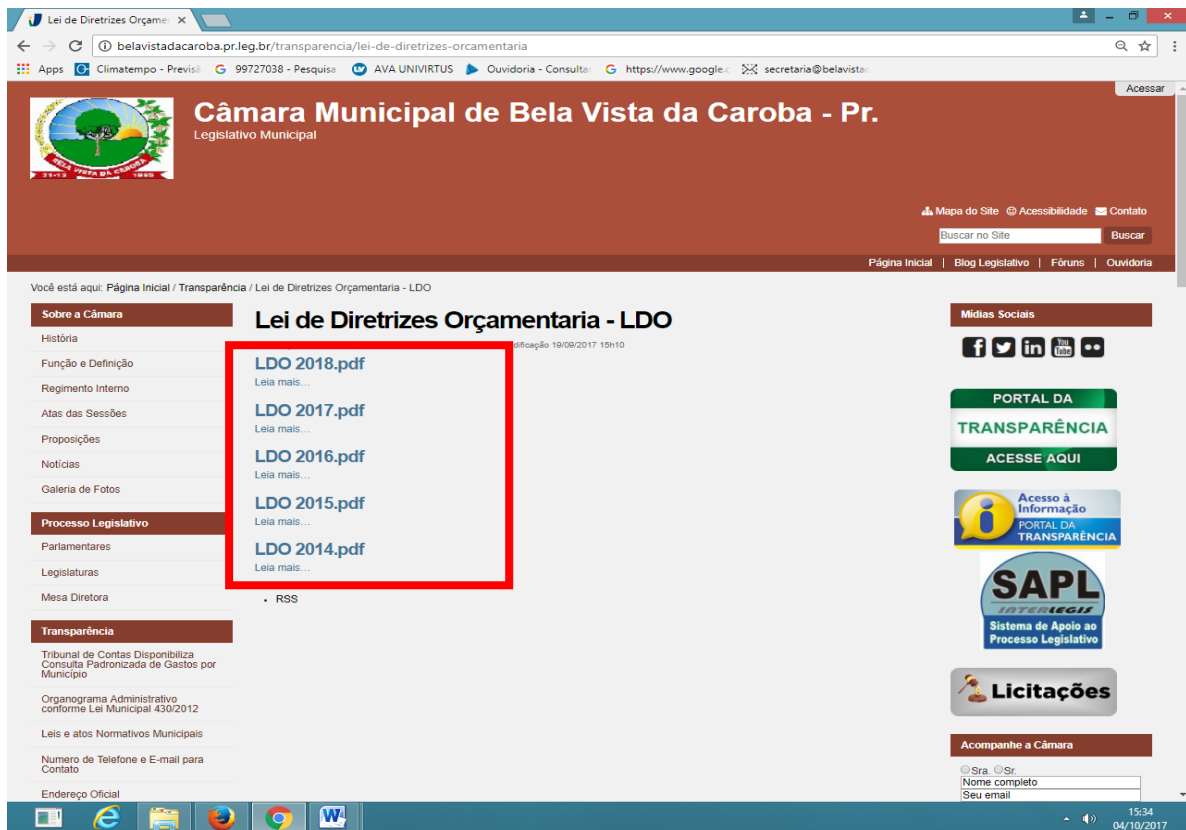 Lei de Diretrizes Orçame
belavistadacaroba.pr.leg.br/transparencia/lei-de-diretrizes-orcamentaria
Apps Climatempo - Previsã 99727038 - Pesquisa AVA UNIVIRTUS Ouvidoria - Consulta https://www.google.c secretaria@belavistac
Acessar
Câmara Municipal de Bela Vista da Caroba - Pr.
Legislativo Municipal
BELA VISTA DA CAROBA
31-12 1995
Mapa do Site Acessibilidade Contato
Buscar no Site Buscar
Página Inicial | Blog Legislativo | Fóruns | Ouvidoria
Você está aqui: Página Inicial / Transparência / Lei de Diretrizes Orçamentaria - LDO
Sobre a Câmara
História
Função e Definição
Regimento Interno
Atas das Sessões
Proposições
Notícias
Galeria de Fotos
Processo Legislativo
Parlamentares
Legislaturas
Mesa Diretora
Transparência
Tribunal de Contas Disponibiliza
Consulta Padronizada de Gastos por
Município
Organograma Administrativo
conforme Lei Municipal 430/2012
Leis e atos Normativos Municipais
Numero de Telefone e E-mail para
Contato
Endereço Oficial
Lei de Diretrizes Orçamentaria - LDO
dificação 19/09/2017 15h10
LDO 2018.pdf
Leia mais…
LDO 2017.pdf
Leia mais…
LDO 2016.pdf
Leia mais…
LDO 2015.pdf
Leia mais…
LDO 2014.pdf
Leia mais…
RSS
Mídias Sociais
f in You Tube
PORTAL DA
TRANSPARÊNCIA
ACESSE AQUI
Acesso à
Informação
PORTAL DA
TRANSPARÊNCIA
SAPL
INTERLEGIS
Sistema de Apoio ao
Processo Legislativo
Licitações
Acompanhe a Câmara
Sra. Sr.
Nome completo
Seu email
15:34
04/10/2017